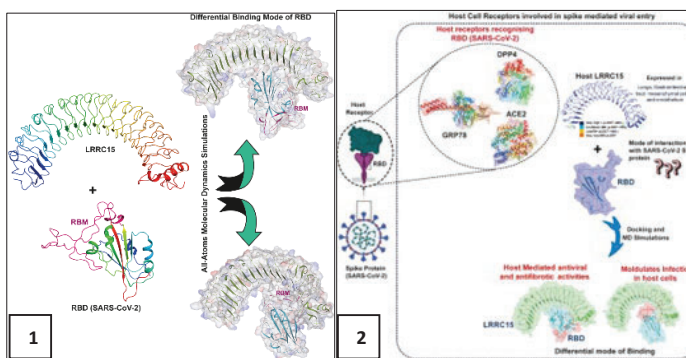 Differential Binding Mode of RBD
RBM
LRRC15
+
RBM
RBD (SARS-CoV-2)
All-Atoms Molecular Dynamics Simulations
RBM
1
Host Cell Receptors involved in spike mediated viral entry
Host receptors recognising
RBD (SARS-CoV-2)
DPP4
GRP78
ACE2
Host
Receptor
RBD
Spike Protein
(SARS-CoV-2)
Host LRRC15
Expressed in
+
Mode of interaction
with SARS-CoV-2 S
protein
???
RBD
Docking and
MD Simulations
Host Mediated antiviral
and antifibrotic activities
Moldulates Infection
in host cells
LRRC15
RBD
Differential mode of Binding
2